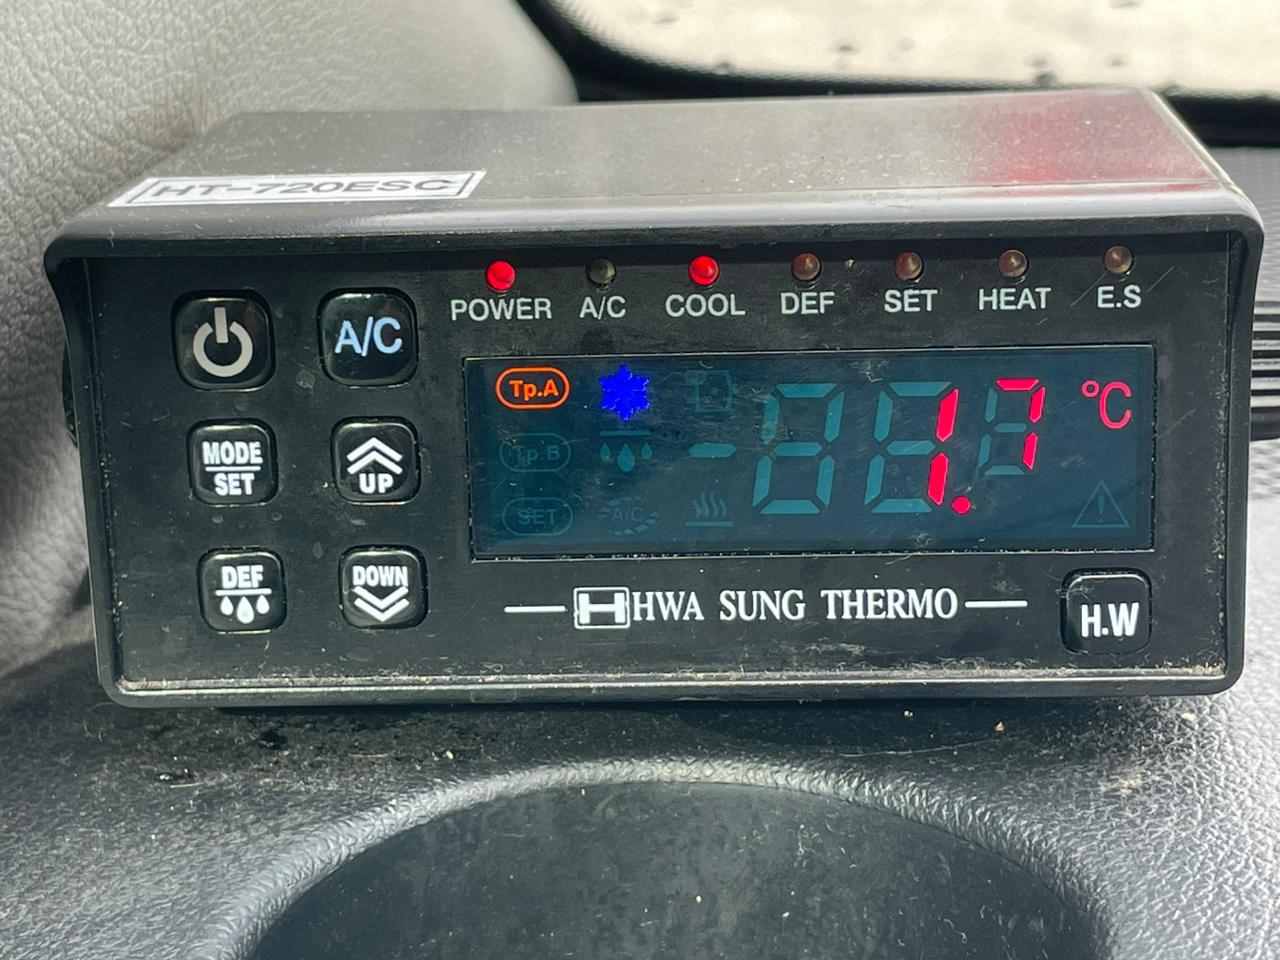 HT-720ESC
POWER A/C COOL DEF SET HEAT E.S
A/C
Tp.A
1.7 °C
MODE
SET
UP
Tp.B
SET
A/C
DEF
DOWN
HWA SUNG THERMO
H.W